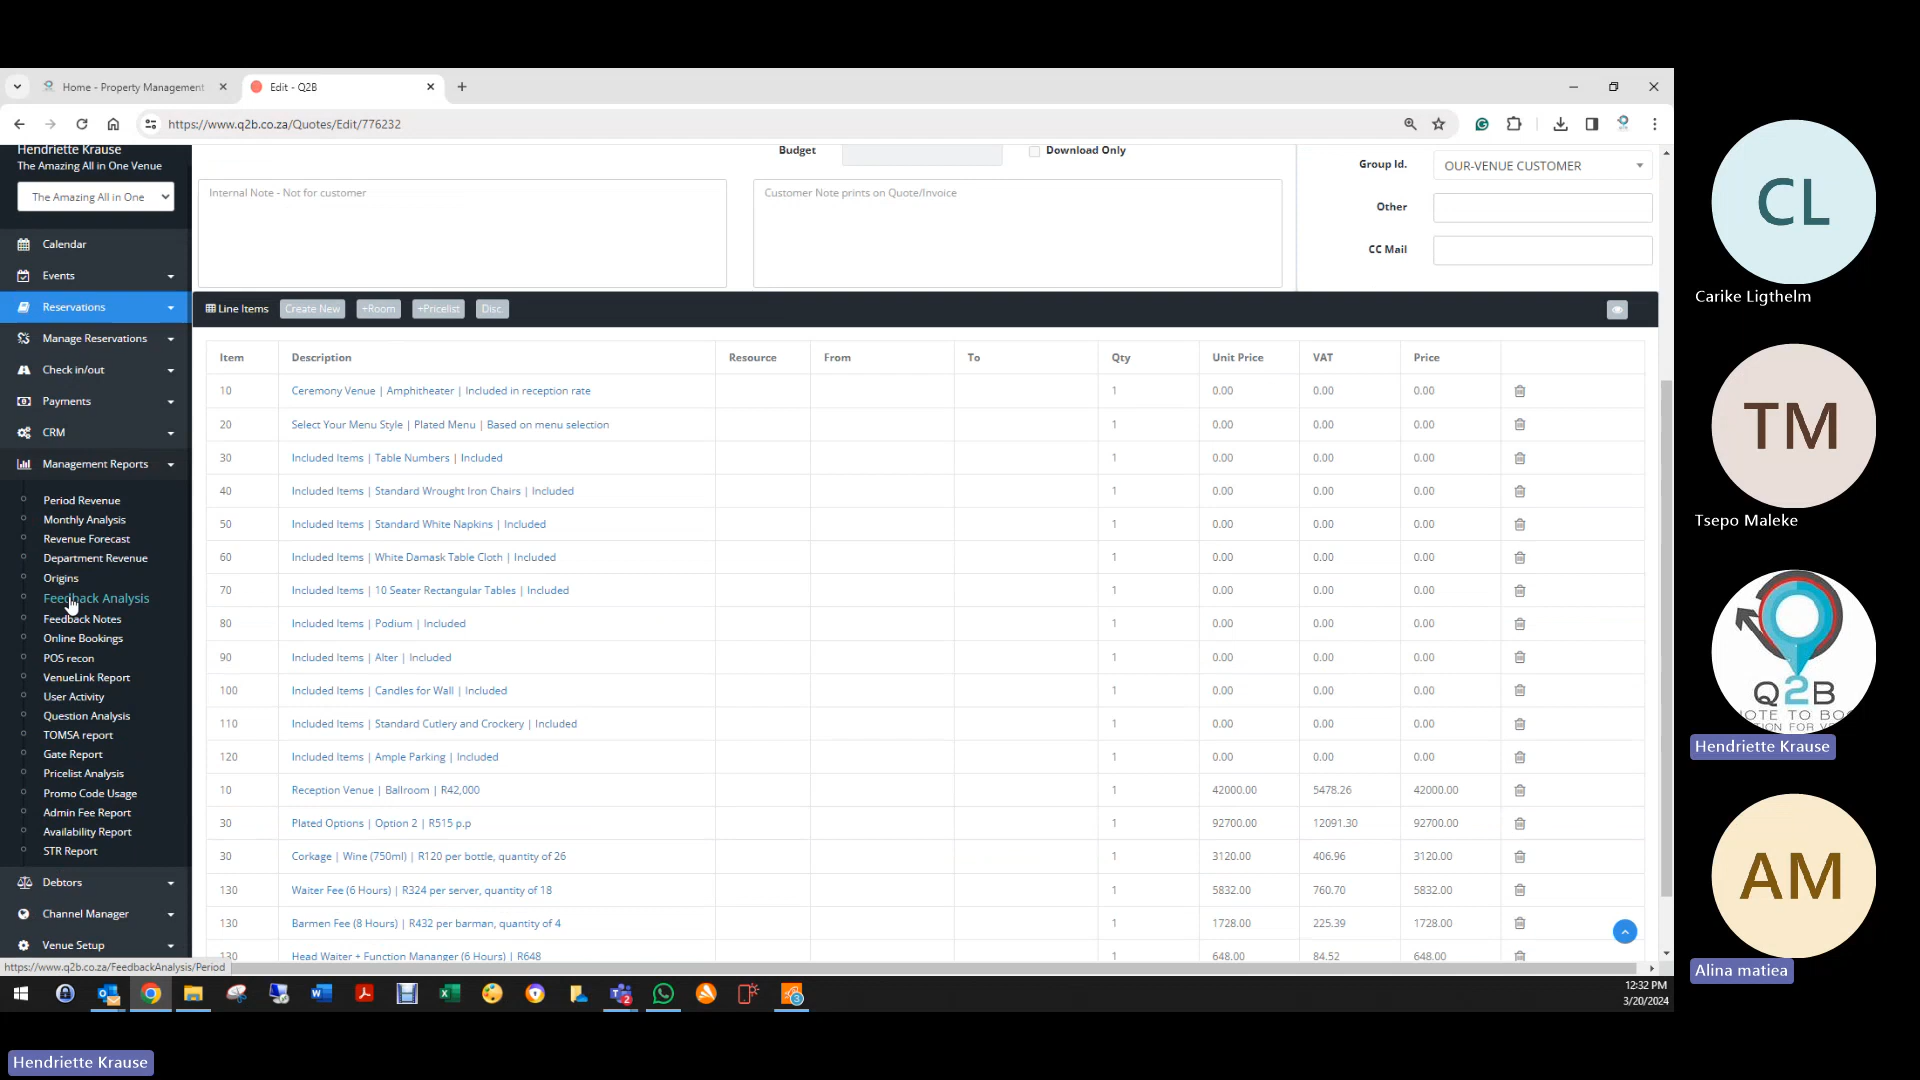 Home - Property Management
Edit - Q2B
https://www.q2b.co.za/Quotes/Edit/776232
Hendriette Krause
The Amazing All in One Venue
The Amazing All in One
Calendar
Events
Reservations
Manage Reservations
Check in/out
Payments
CRM
Management Reports
Period Revenue
Monthly Analysis
Revenue Forecast
Department Revenue
Origins
Feedback Analysis
Feedback Notes
Online Bookings
POS recon
VenueLink Report
User Activity
Question Analysis
TOMSA report
Gate Report
Pricelist Analysis
Promo Code Usage
Admin Fee Report
Availability Report
STR Report
Debtors
Channel Manager
Venue Setup
https://www.q2b.co.za/FeedbackAnalysis/Period
Budget
Download Only
Internal Note - Not for customer
Customer Note prints on Quote/Invoice
Group Id. OUR-VENUE CUSTOMER
Other
CC Mail
Line Items Create New +Room +Pricelist Disc.
Item Description Resource From To Qty Unit Price VAT Price
10 Ceremony Venue | Amphitheater | Included in reception rate 1 0.00 0.00 0.00
20 Select Your Menu Style | Plated Menu | Based on menu selection 1 0.00 0.00 0.00
30 Included Items | Table Numbers | Included 1 0.00 0.00 0.00
40 Included Items | Standard Wrought Iron Chairs | Included 1 0.00 0.00 0.00
50 Included Items | Standard White Napkins | Included 1 0.00 0.00 0.00
60 Included Items | White Damask Table Cloth | Included 1 0.00 0.00 0.00
70 Included Items | 10 Seater Rectangular Tables | Included 1 0.00 0.00 0.00
80 Included Items | Podium | Included 1 0.00 0.00 0.00
90 Included Items | Alter | Included 1 0.00 0.00 0.00
100 Included Items | Candles for Wall | Included 1 0.00 0.00 0.00
110 Included Items | Standard Cutlery and Crockery | Included 1 0.00 0.00 0.00
120 Included Items | Ample Parking | Included 1 0.00 0.00 0.00
10 Reception Venue | Ballroom | R42,000 1 42000.00 5478.26 42000.00
30 Plated Options | Option 2 | R515 p.p 1 92700.00 12091.30 92700.00
30 Corkage | Wine (750ml) | R120 per bottle, quantity of 26 1 3120.00 406.96 3120.00
130 Waiter Fee (6 Hours) | R324 per server, quantity of 18 1 5832.00 760.70 5832.00
130 Barmen Fee (8 Hours) | R432 per barman, quantity of 4 1 1728.00 225.39 1728.00
130 Head Waiter + Function Mananger (6 Hours) | R648 1 648.00 84.52 648.00
12:32 PM
3/20/2024
CL
Carike Ligthelm
TM
Tsepo Maleke
Q2B
OTE TO BO
TION FOR V
Hendriette Krause
AM
Alina matiea
Hendriette Krause